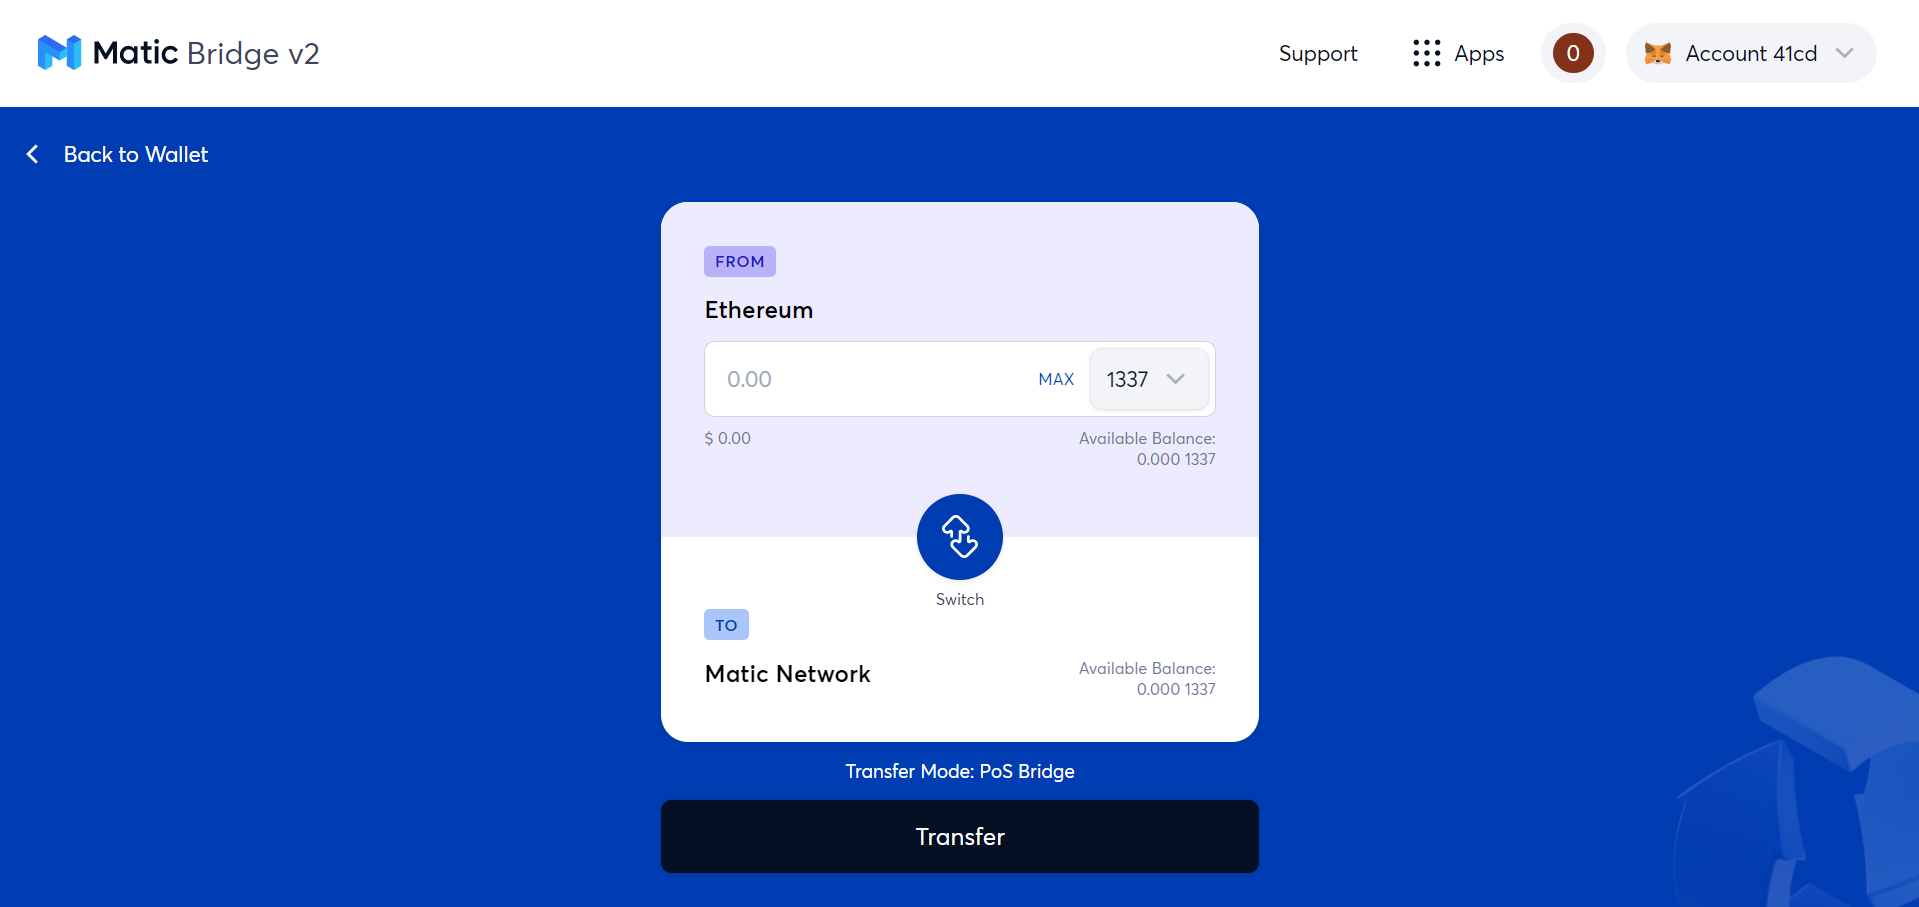 Matic Bridge v2
Support
Apps
0
Account 41cd
Back to Wallet
FROM
Ethereum
0.00
MAX
1337
$ 0.00
Available Balance:
0.000 1337
Switch
TO
Matic Network
Available Balance:
0.000 1337
Transfer Mode: PoS Bridge
Transfer